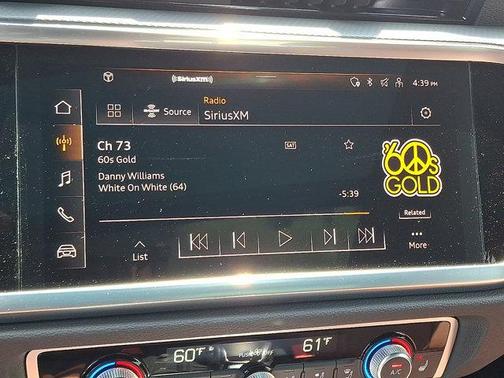 ((SiriusXM))
4:39 PM
Source
Radio
SiriusXM
Ch 73
60s Gold
SAT
Danny Williams
White On White (64)
-5:39
'60s
GOLD
Related
List
More
60°F
61°F
A/C